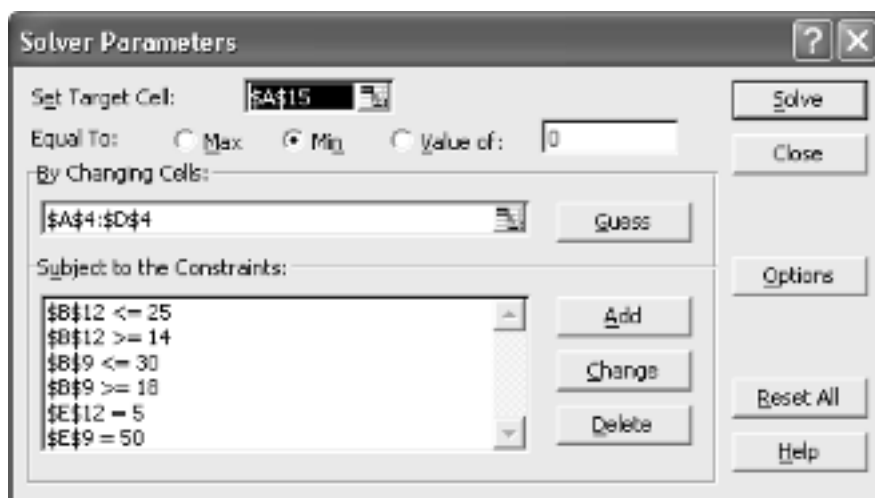 Solver Parameters
Set Target Cell: $A$15 Solve
Equal To: Max Min Value of: 0 Close
By Changing Cells:
$A$4:$D$4 Guess
Subject to the Constraints: Options
$B$12 <= 25 Add
$B$12 >= 14
$B$9 <= 30 Change
$B$9 >= 18 Reset All
$E$12 = 5 Delete
$E$9 = 50 Help